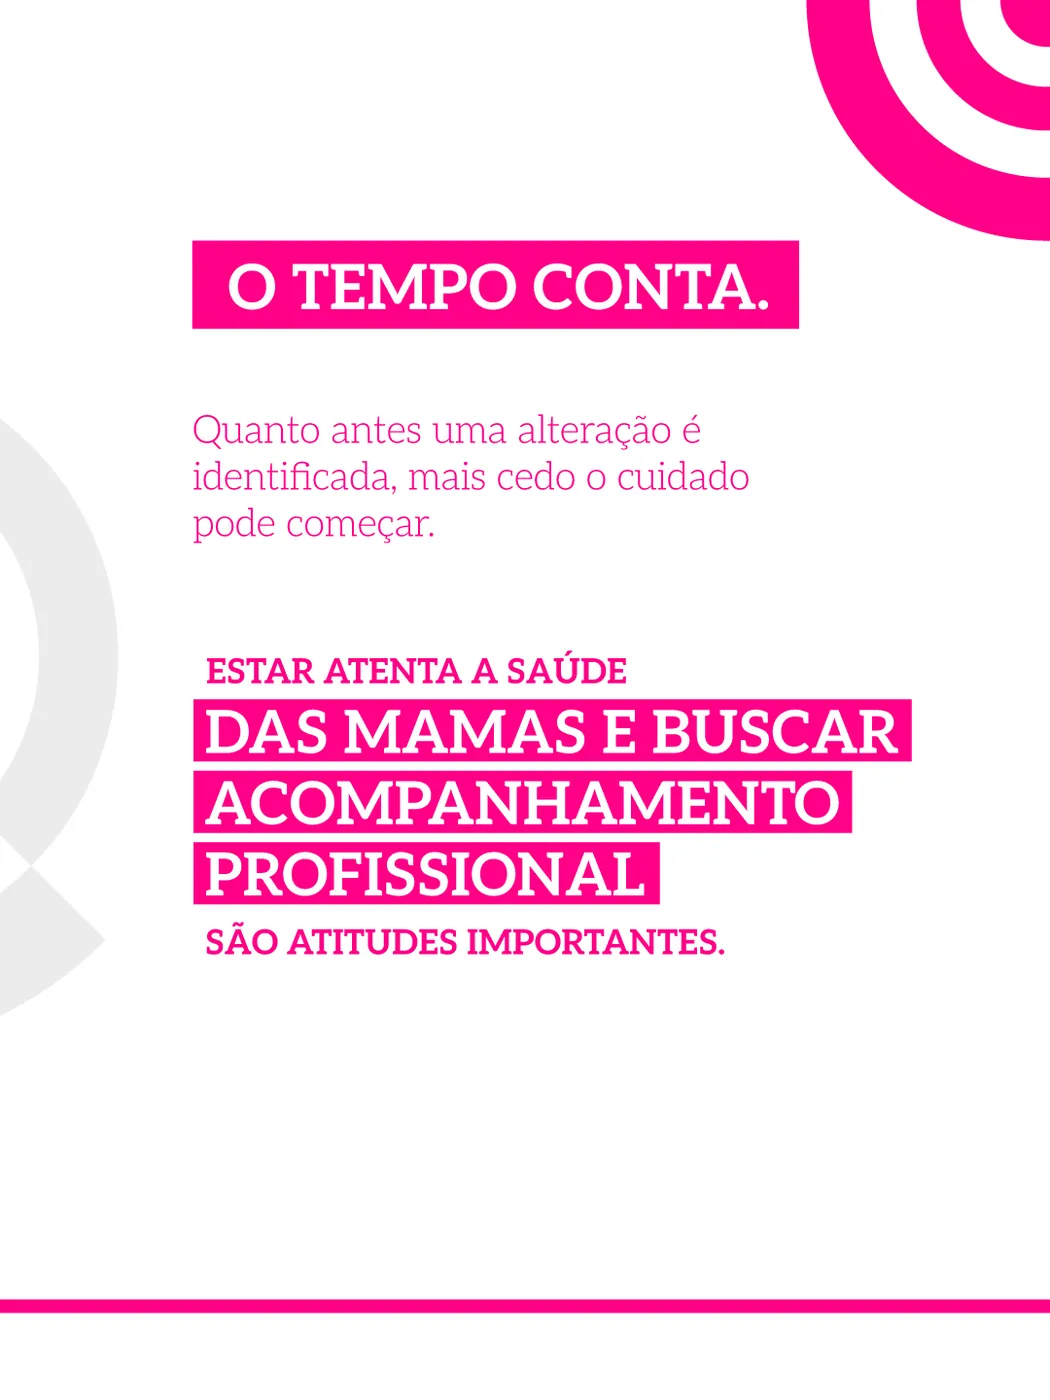 O TEMPO CONTA.
Quanto antes uma alteração é
identificada, mais cedo o cuidado
pode começar.
ESTAR ATENTA A SAÚDE
DAS MAMAS E BUSCAR
ACOMPANHAMENTO
PROFISSIONAL
SÃO ATITUDES IMPORTANTES.